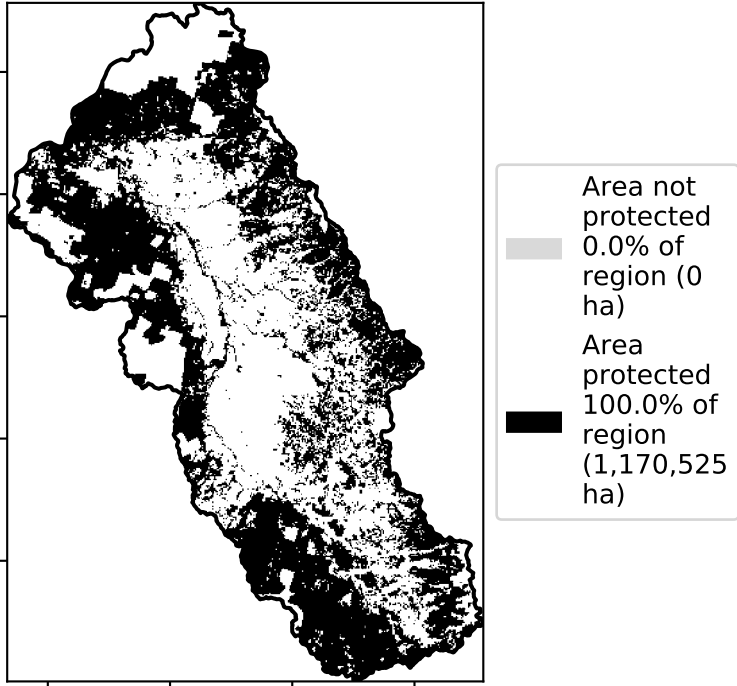 Area not
protected
0.0% of
region (0
ha)
Area
protected
100.0% of
region
(1,170,525
ha)